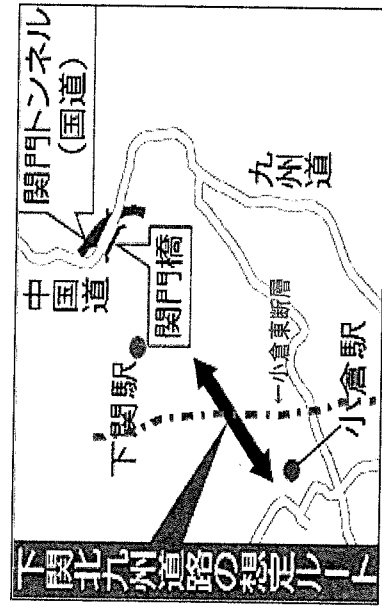 下関北九州道路の想定ルート
関門トンネル
(国道)
中国道
関門橋
下関駅
九州道
小倉東断層
小倉駅